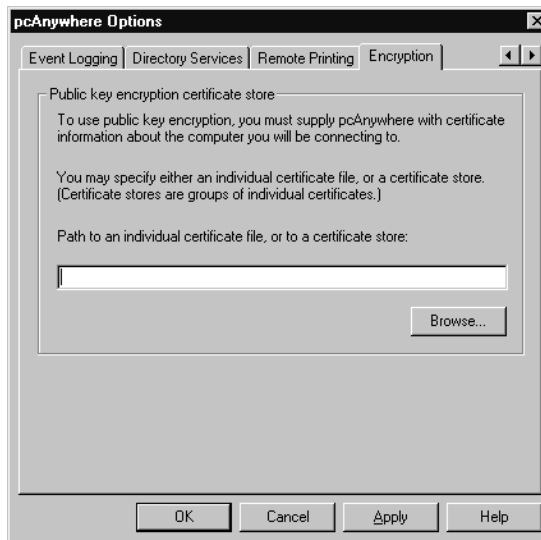 pcAnywhere Options
Event Logging Directory Services Remote Printing Encryption
Public key encryption certificate store
To use public key encryption, you must supply pcAnywhere with certificate
information about the computer you will be connecting to.
You may specify either an individual certificate file, or a certificate store.
(Certificate stores are groups of individual certificates.)
Path to an individual certificate file, or to a certificate store:
Browse...
OK Cancel Apply Help